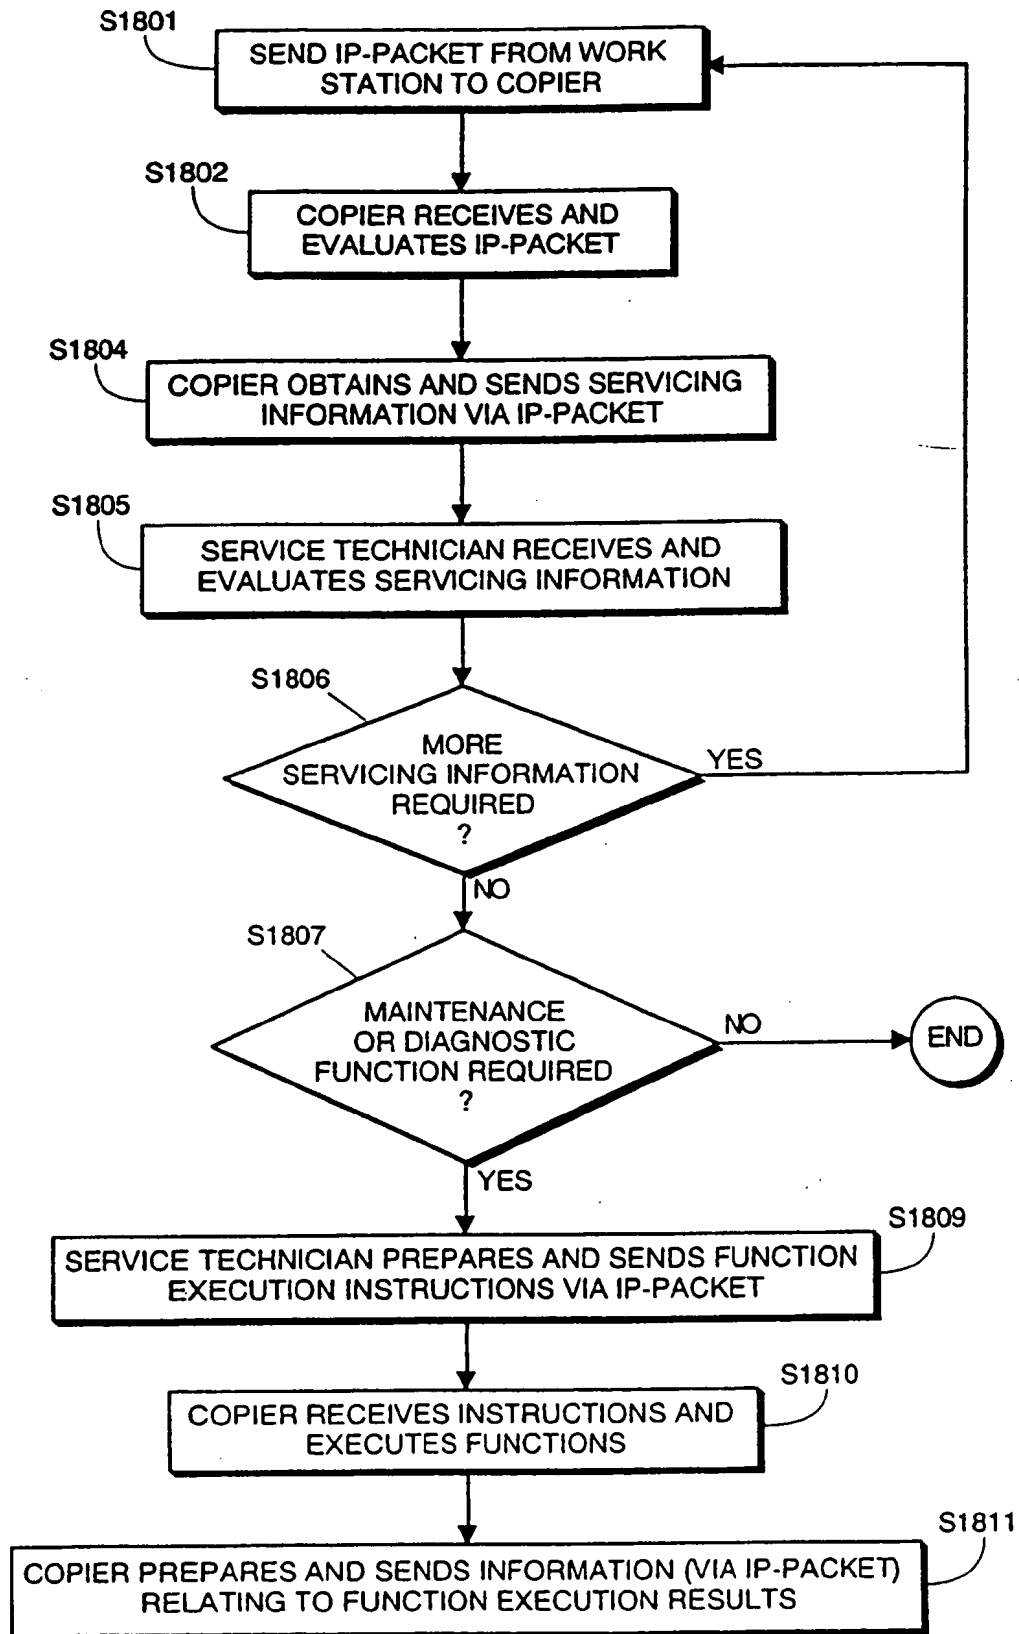 S1801
SEND IP-PACKET FROM WORK
STATION TO COPIER
S1802
COPIER RECEIVES AND
EVALUATES IP-PACKET
S1804
COPIER OBTAINS AND SENDS SERVICING
INFORMATION VIA IP-PACKET
S1805
SERVICE TECHNICIAN RECEIVES AND
EVALUATES SERVICING INFORMATION
S1806
MORE
SERVICING INFORMATION
REQUIRED
?
YES
NO
S1807
MAINTENANCE
OR DIAGNOSTIC
FUNCTION REQUIRED
?
NO
END
YES
S1809
SERVICE TECHNICIAN PREPARES AND SENDS FUNCTION
EXECUTION INSTRUCTIONS VIA IP-PACKET
S1810
COPIER RECEIVES INSTRUCTIONS AND
EXECUTES FUNCTIONS
S1811
COPIER PREPARES AND SENDS INFORMATION (VIA IP-PACKET)
RELATING TO FUNCTION EXECUTION RESULTS